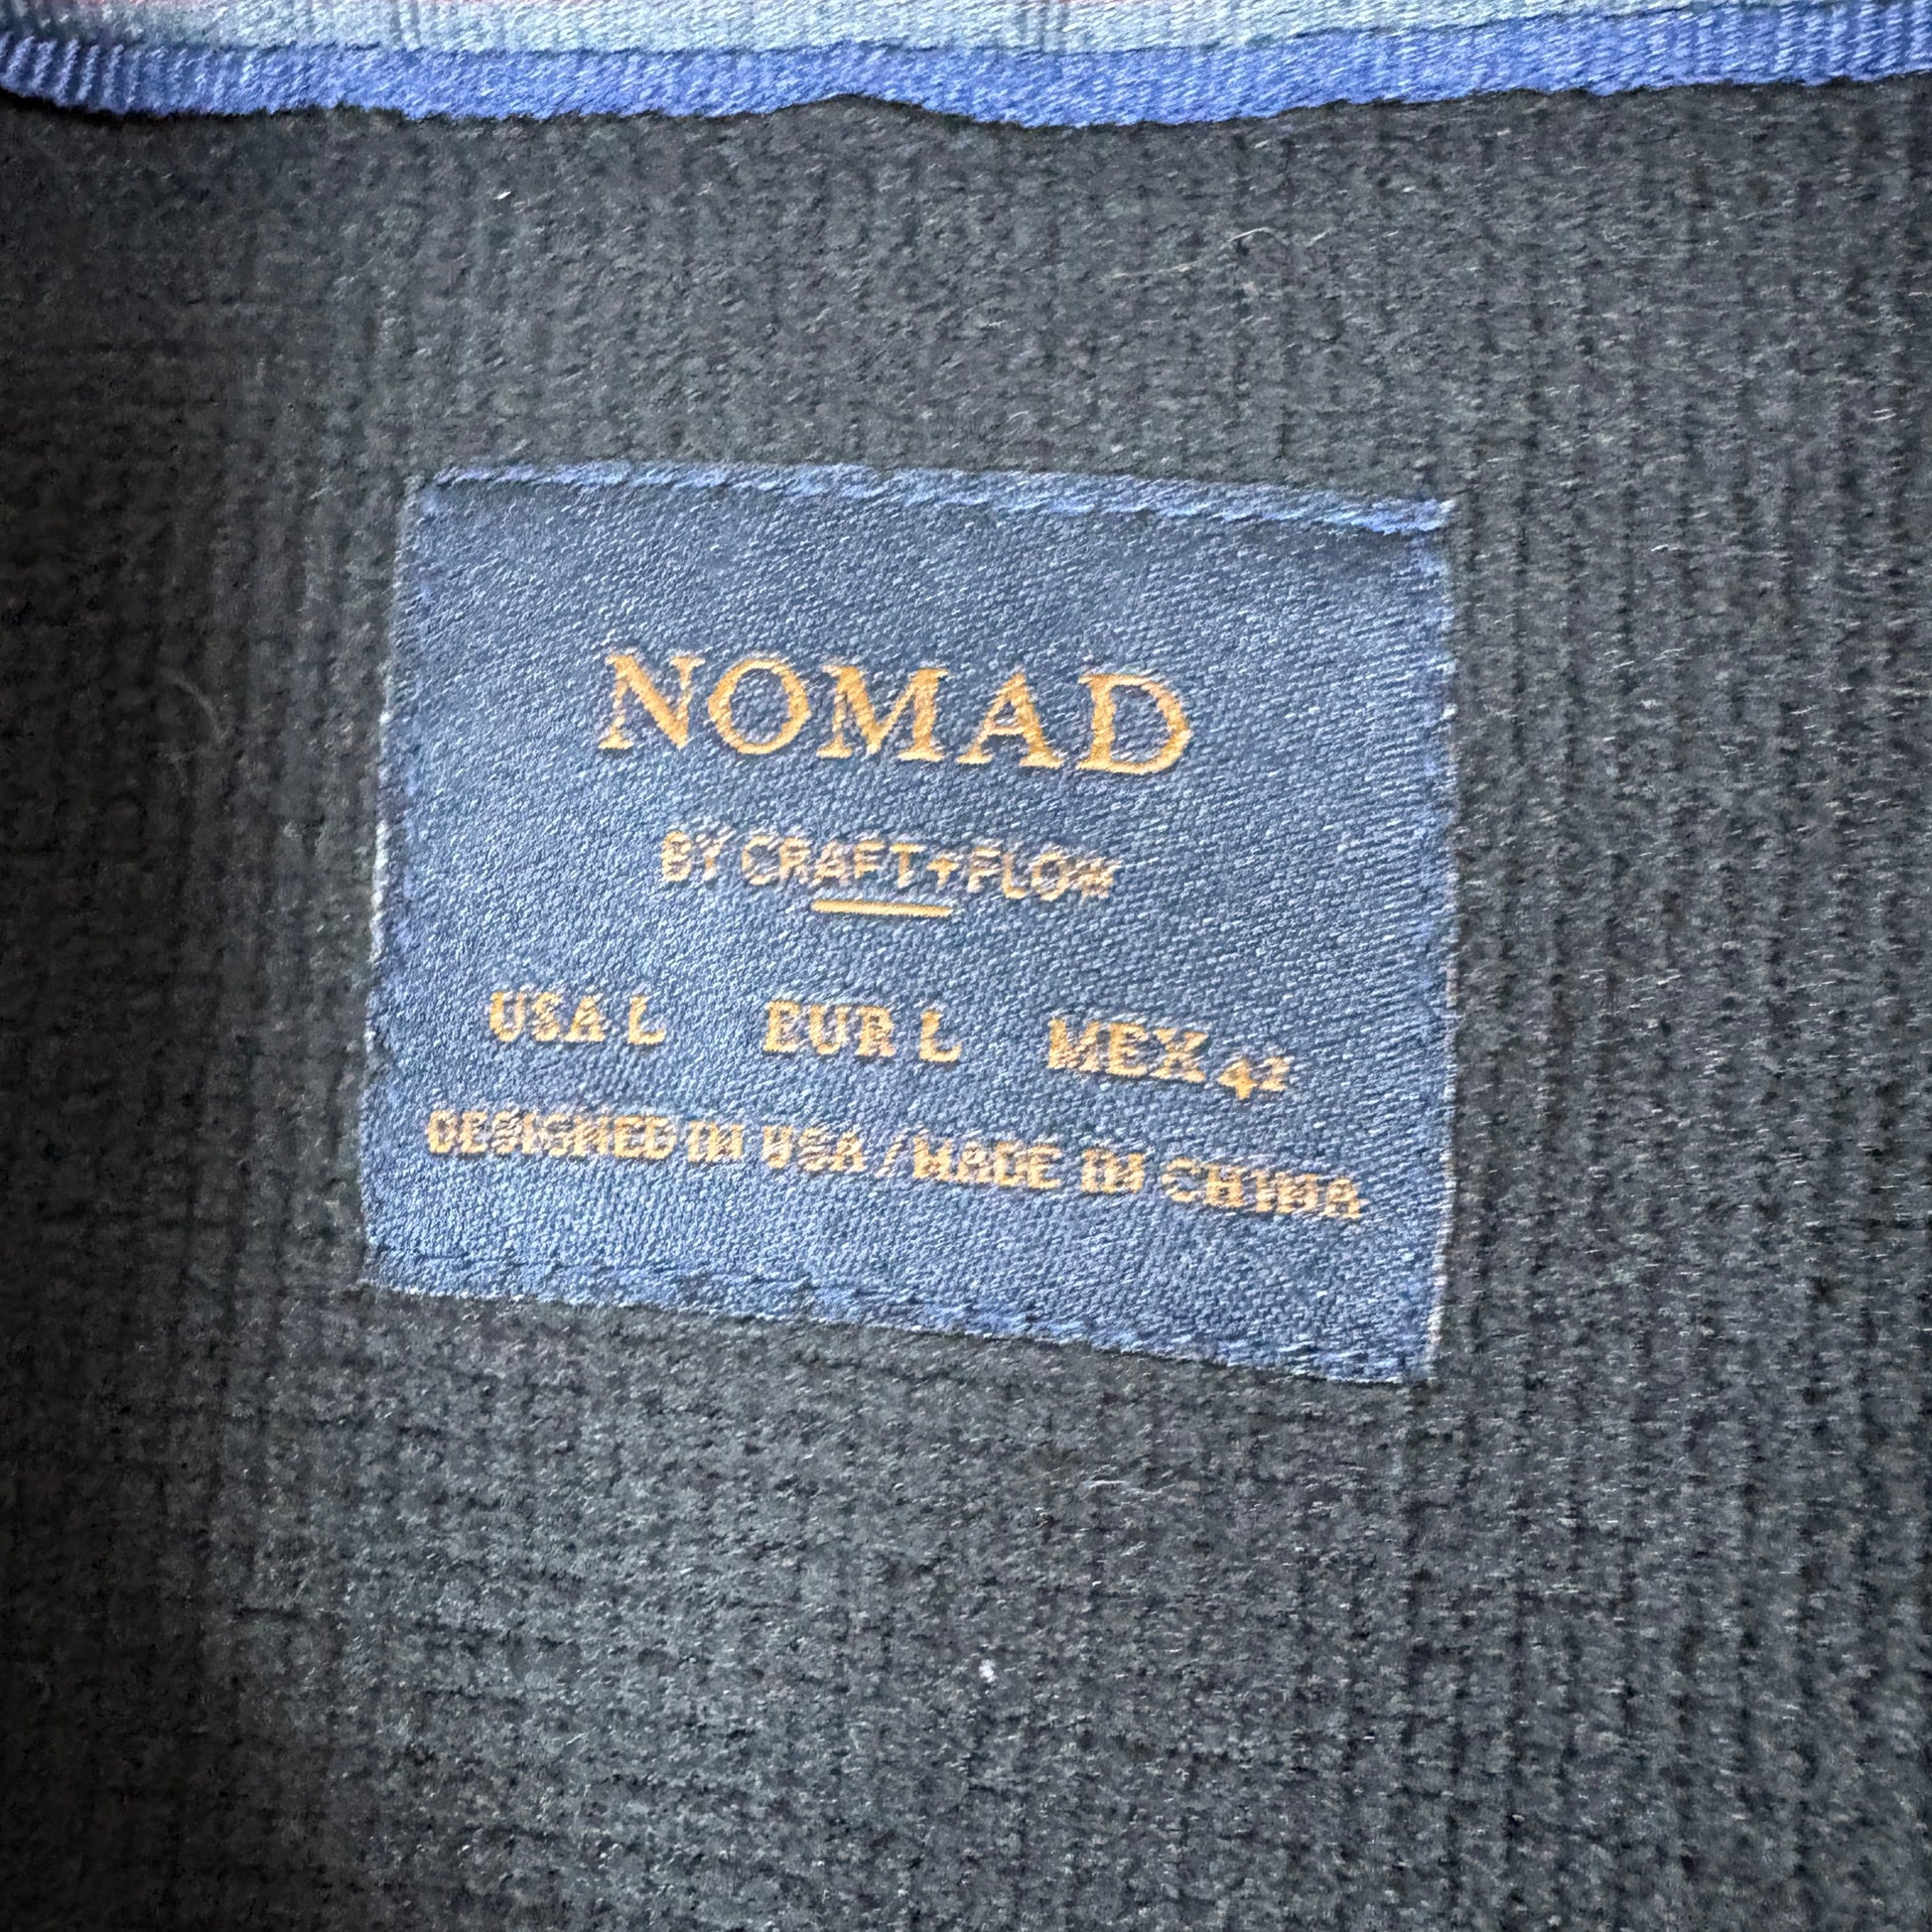 NOMAD
BY CRAFT+FLOW
USA L EUR L MEX 42
DESIGNED IN USA / MADE IN CHINA